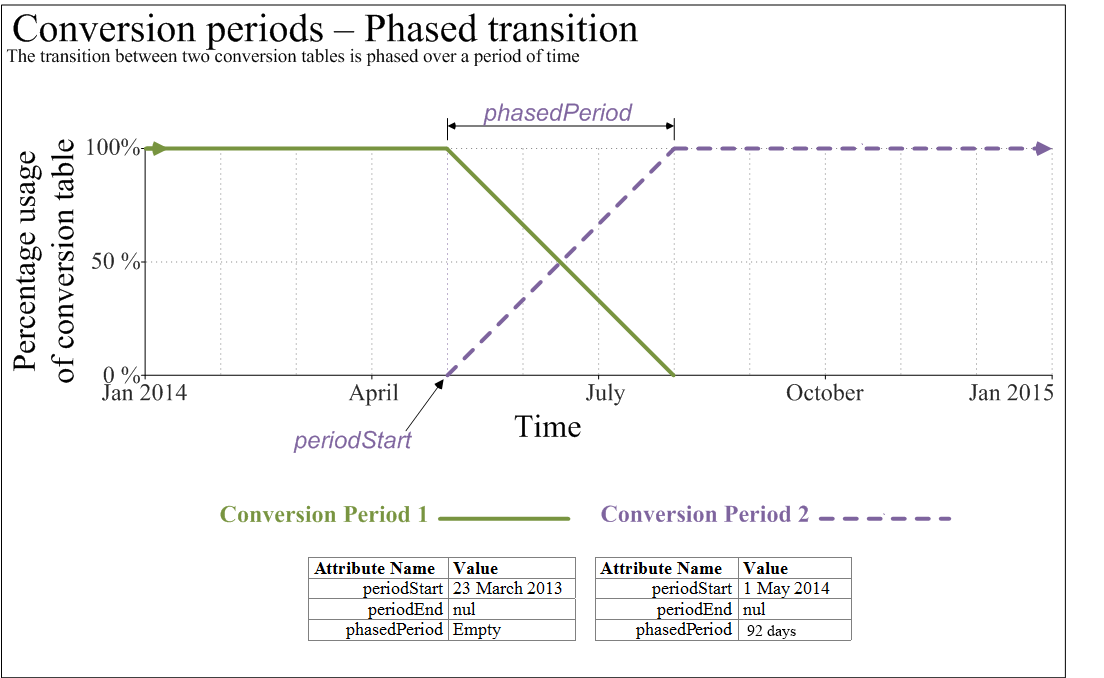 Conversion periods – Phased transition
The transition between two conversion tables is phased over a period of time
phasedPeriod
Percentage usage
of conversion table
100%
50 %
0 %
Jan 2014 April July October Jan 2015
Time
periodStart
Conversion Period 1 Conversion Period 2
Attribute Name Value
periodStart 23 March 2013
periodEnd nul
phasedPeriod Empty
Attribute Name Value
periodStart 1 May 2014
periodEnd nul
phasedPeriod 92 days